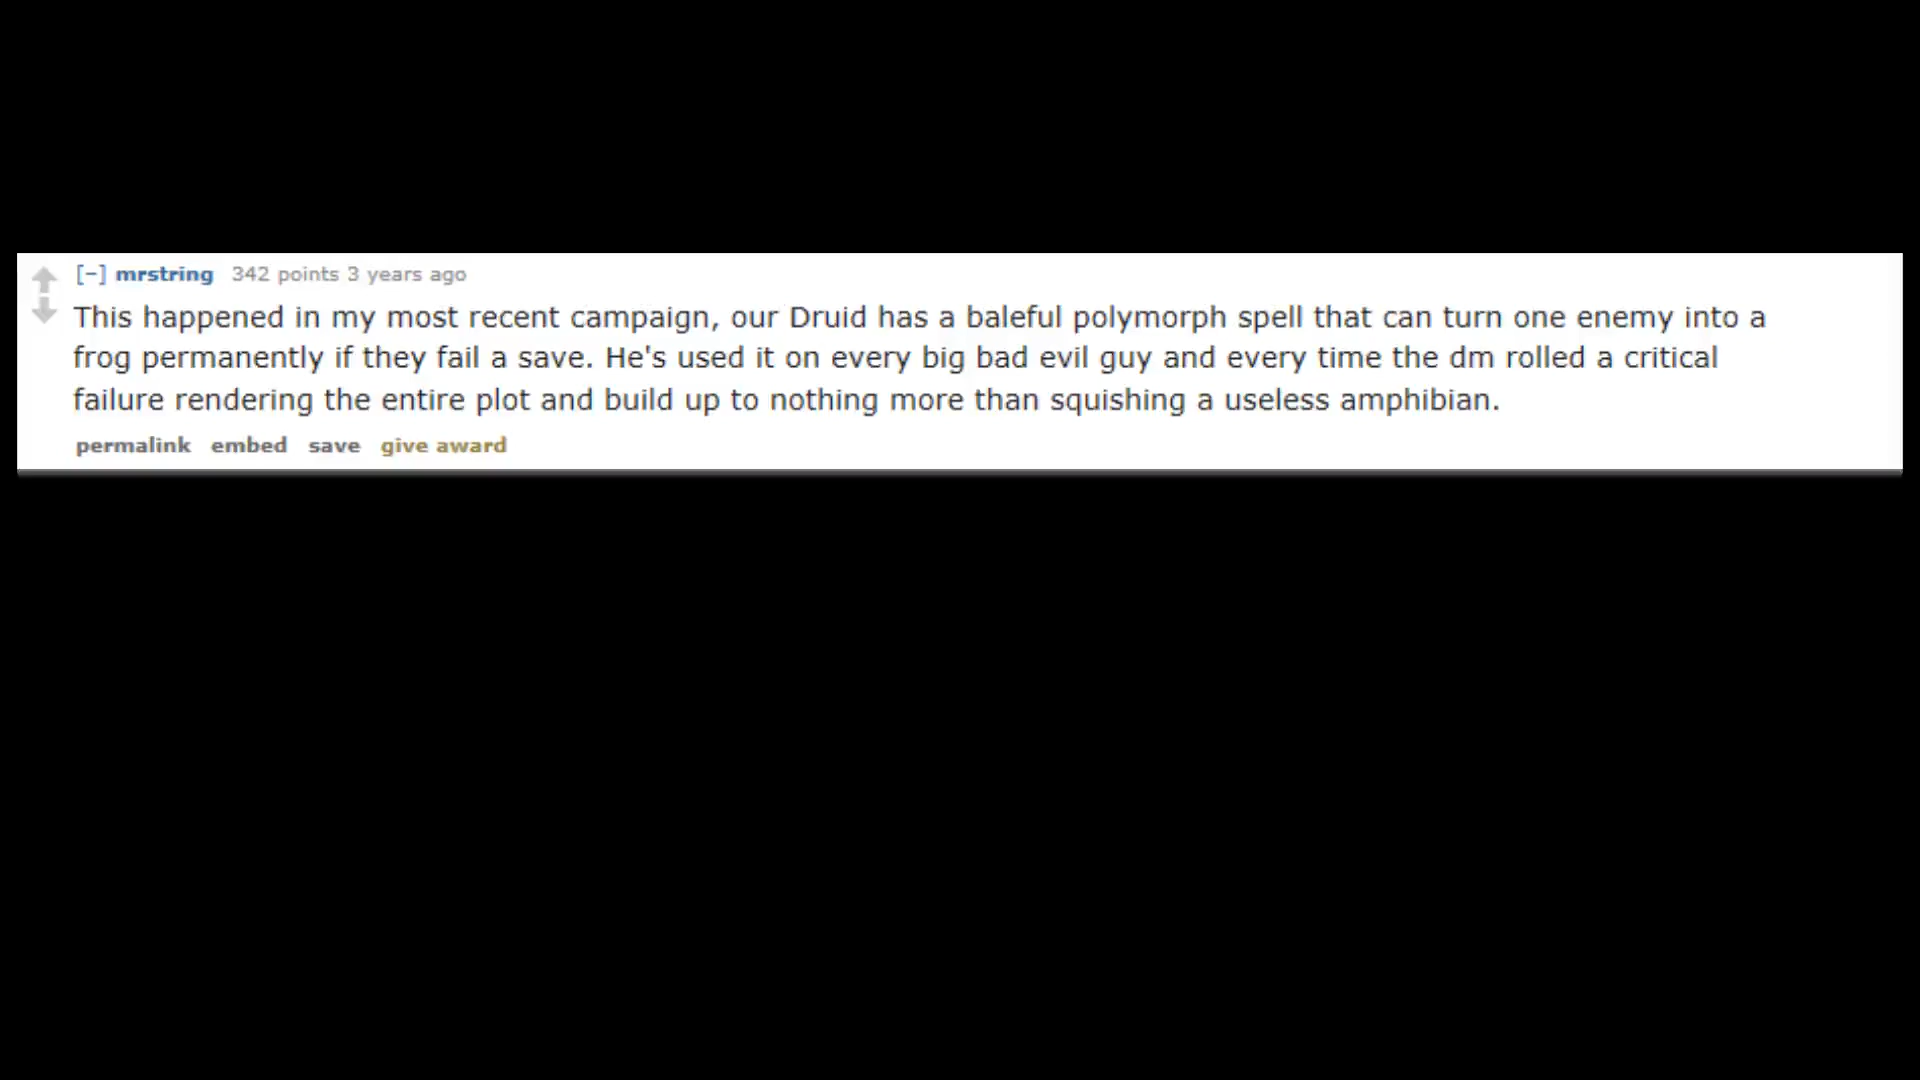 [−] mrstring 342 points 3 years ago
This happened in my most recent campaign, our Druid has a baleful polymorph spell that can turn one enemy into a
frog permanently if they fail a save. He's used it on every big bad evil guy and every time the dm rolled a critical
failure rendering the entire plot and build up to nothing more than squishing a useless amphibian.
permalink embed save give award